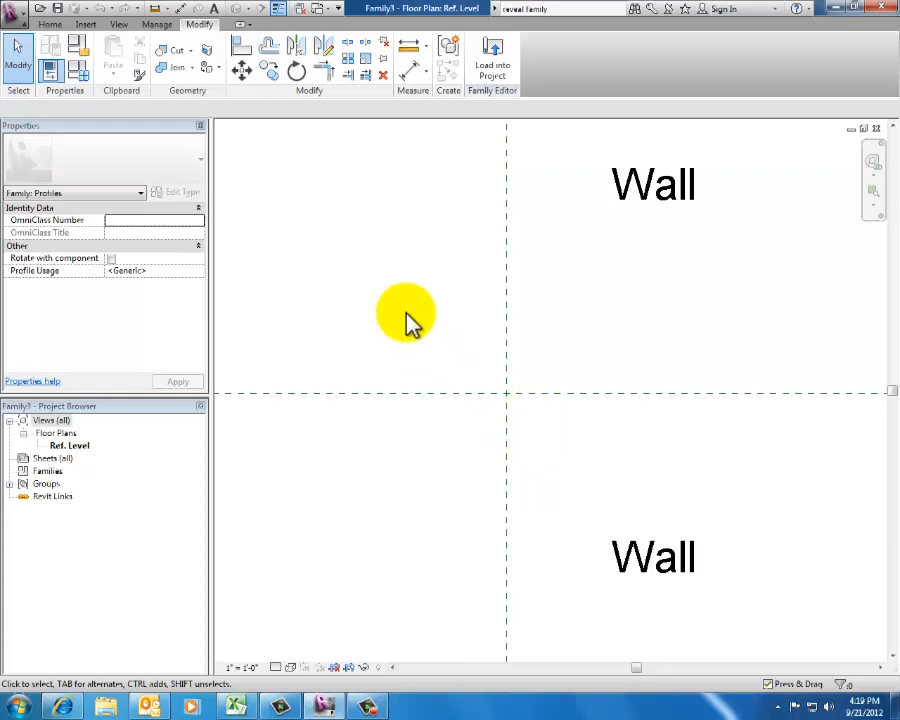 Family3 - Floor Plan: Ref. Level
reveal family
Sign In
Home Insert View Manage Modify
Modify
Paste
Cut
Join
Load into
Project
Select Properties Clipboard Geometry Modify Measure Create Family Editor
Properties
Family: Profiles
Edit Type
Identity Data
OmniClass Number
OmniClass Title
Other
Rotate with component
Profile Usage <Generic>
Properties help
Apply
Family3 - Project Browser
Views (all)
Floor Plans
Ref. Level
Sheets (all)
Families
Groups
Revit Links
Wall
Wall
1" = 1'-0"
Click to select, TAB for alternates, CTRL adds, SHIFT unselects.
Press & Drag
:0
4:19 PM
9/21/2012